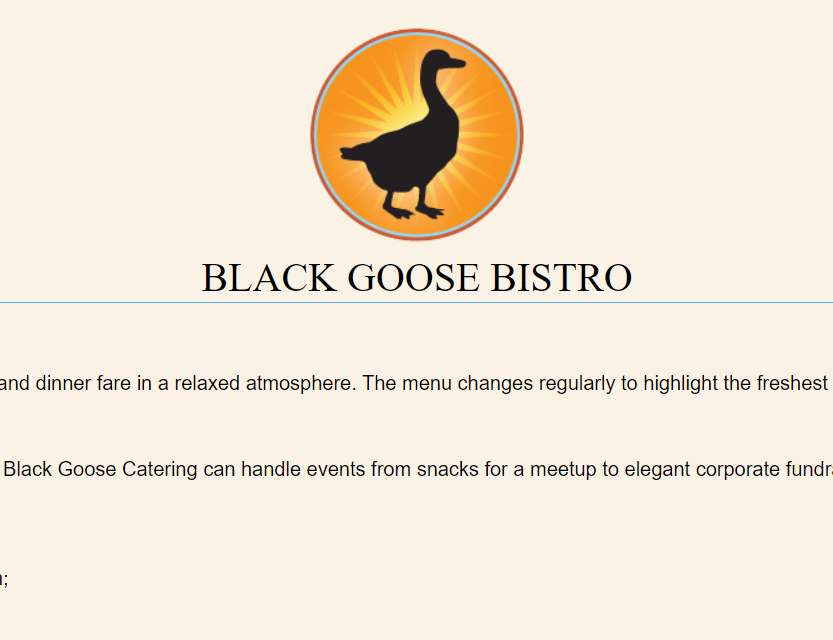 BLACK GOOSE BISTRO
and dinner fare in a relaxed atmosphere. The menu changes regularly to highlight the freshest
Black Goose Catering can handle events from snacks for a meetup to elegant corporate fundr
;